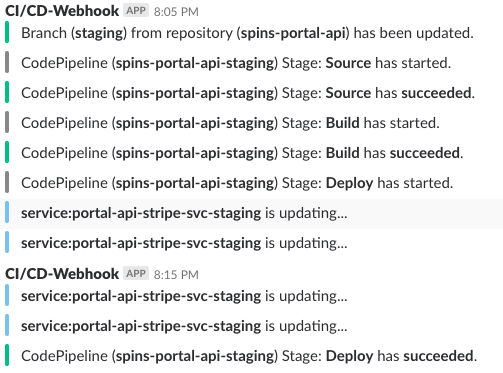 CI/CD-Webhook APP 8:05 PM
Branch (staging) from repository (spins-portal-api) has been updated.
CodePipeline (spins-portal-api-staging) Stage: Source has started.
CodePipeline (spins-portal-api-staging) Stage: Source has succeeded.
CodePipeline (spins-portal-api-staging) Stage: Build has started.
CodePipeline (spins-portal-api-staging) Stage: Build has succeeded.
CodePipeline (spins-portal-api-staging) Stage: Deploy has started.
service:portal-api-stripe-svc-staging is updating...
service:portal-api-stripe-svc-staging is updating...
CI/CD-Webhook APP 8:15 PM
service:portal-api-stripe-svc-staging is updating...
service:portal-api-stripe-svc-staging is updating...
CodePipeline (spins-portal-api-staging) Stage: Deploy has succeeded.